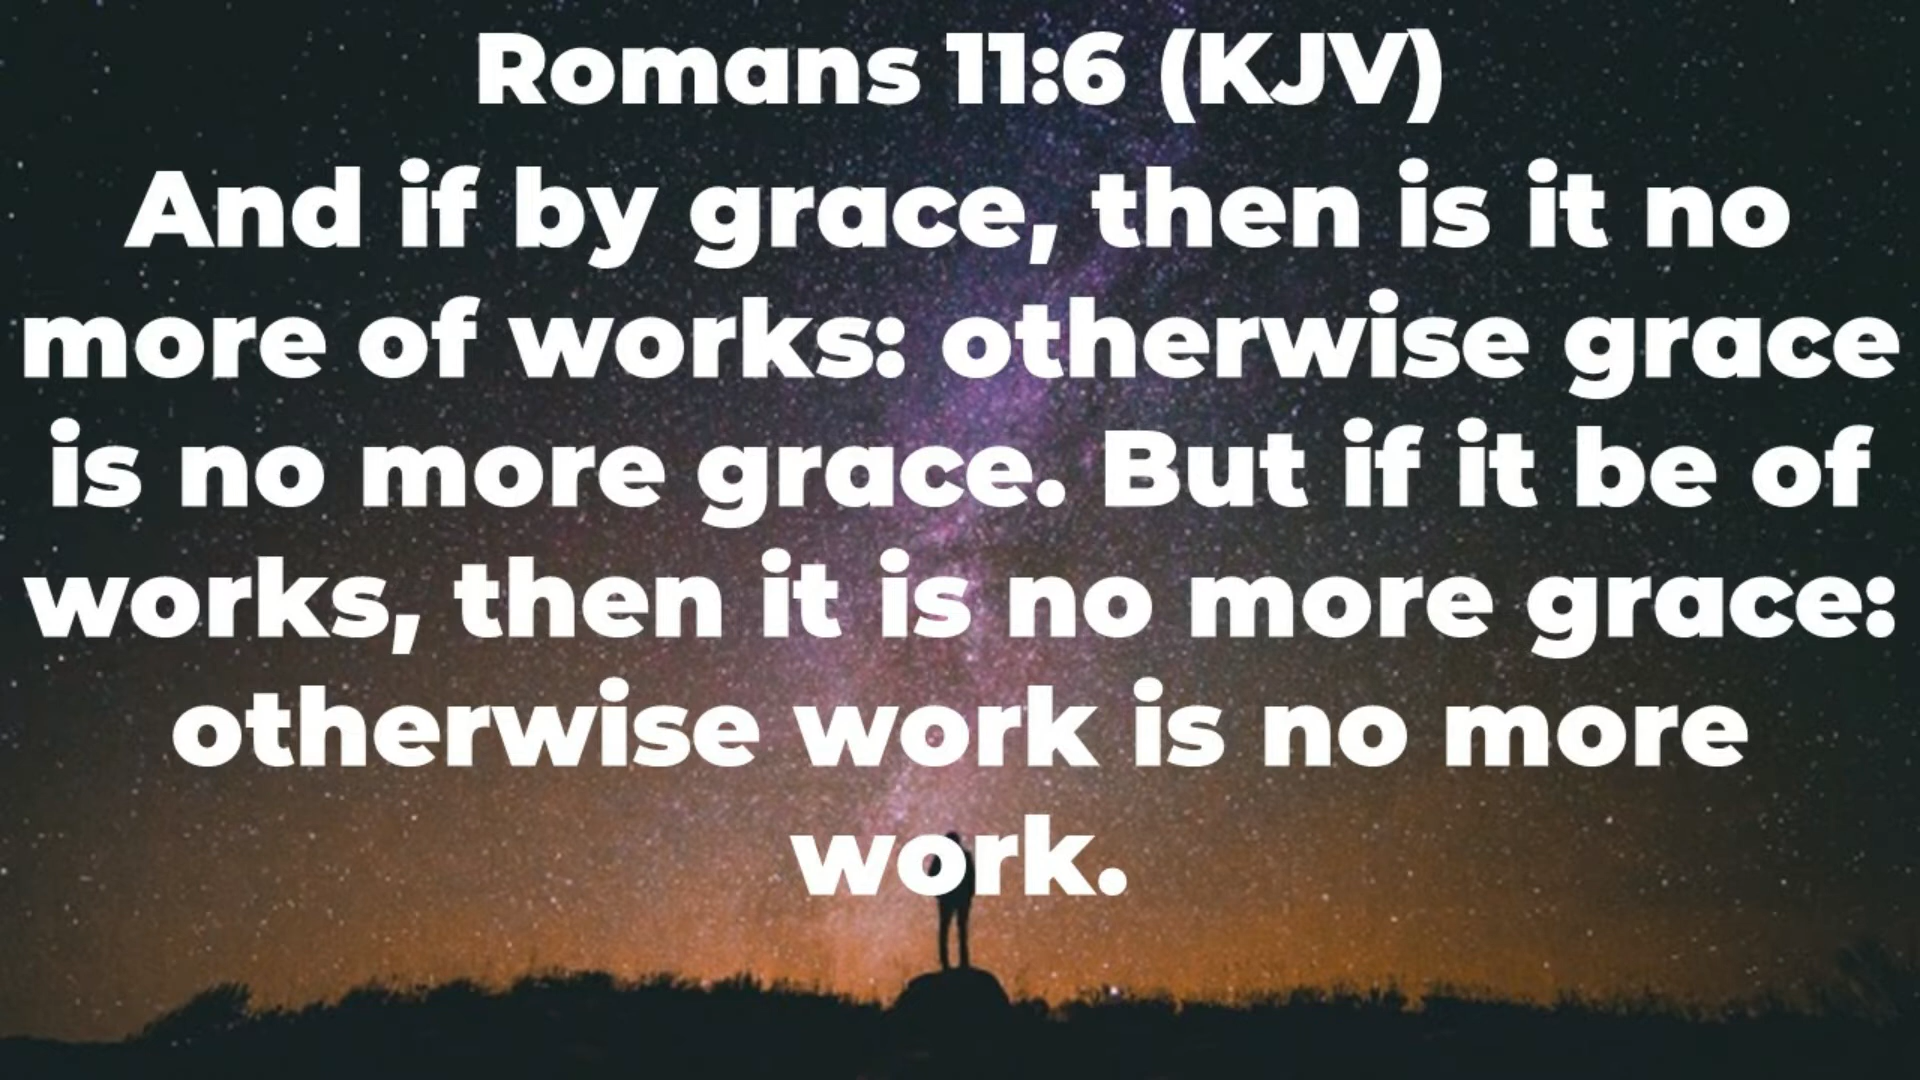 Romans 11:6 (KJV)
And if by grace, then is it no
more of works: otherwise grace
is no more grace. But if it be of
works, then it is no more grace:
otherwise work is no more
work.